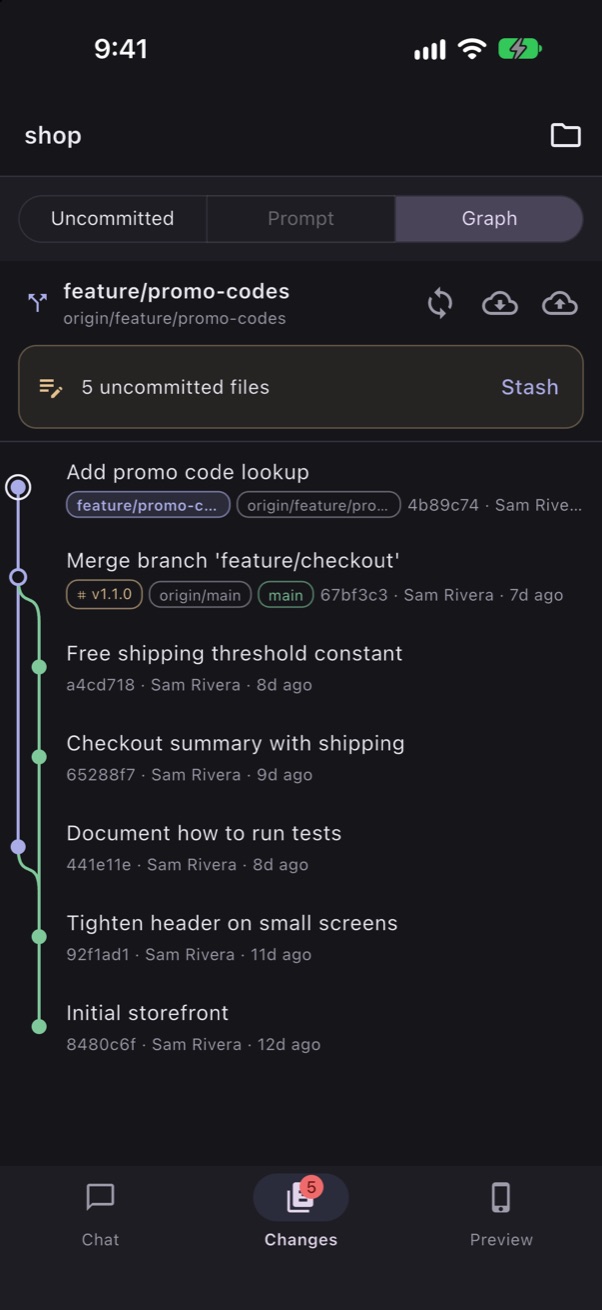 9:41
shop
Uncommitted Prompt Graph
feature/promo-codes
origin/feature/promo-codes
5 uncommitted files Stash
Add promo code lookup
feature/promo-c... origin/feature/pro... 4b89c74 · Sam Rive...
Merge branch 'feature/checkout'
# v1.1.0 origin/main main 67bf3c3 · Sam Rivera · 7d ago
Free shipping threshold constant
a4cd718 · Sam Rivera · 8d ago
Checkout summary with shipping
65288f7 · Sam Rivera · 9d ago
Document how to run tests
441e11e · Sam Rivera · 8d ago
Tighten header on small screens
92f1ad1 · Sam Rivera · 11d ago
Initial storefront
8480c6f · Sam Rivera · 12d ago
5
Chat Changes Preview